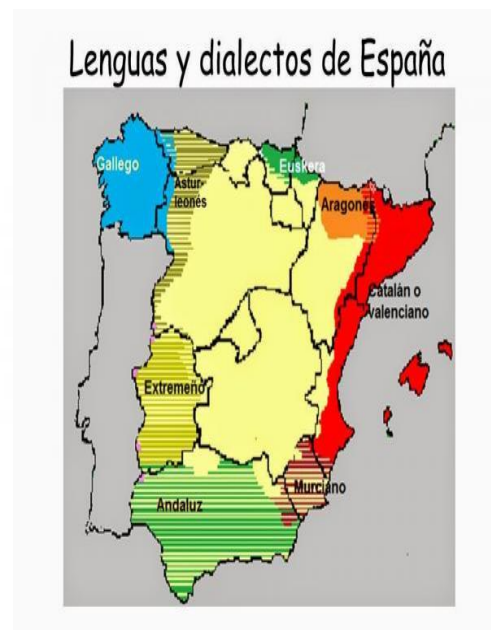 Lenguas y dialectos de España
Gallego
Astur-
leonés
Euskera
Aragonés
Catalán o
valenciano
Extremeño
Murciano
Andaluz